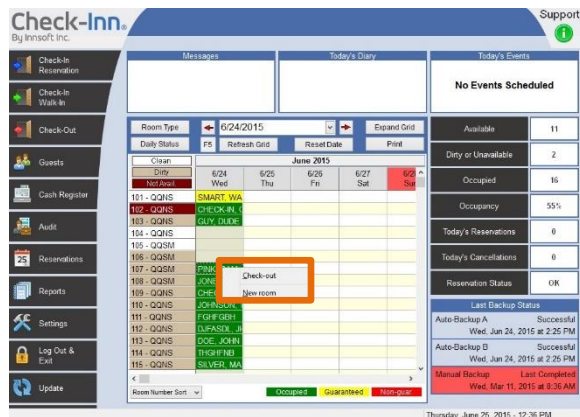 Check-Inn®
By Innsoft Inc.
Support
Check-In
Reservation
Check-In
Walk-In
Check-Out
Guests
Cash Register
Audit
25
Reservations
Reports
Settings
Log Out &
Exit
Update
Messages
Today's Diary
Today's Events
No Events Scheduled
Room Type
6/24/2015
Expand Grid
Daily Status
F5
Refresh Grid
Reset Date
Print
Clean
Dirty
Not Avail.
June 2015
6/24 6/25 6/26 6/27
Wed Thu Fri Sat Sun
101 - QQNS SMART, WA
102 - QQNS CHECK-IN,
103 - QQNS GUY, DUDE
104 - QQNS
105 - QQSM
106 - QQSM
107 - QQSM
108 - QQSM
109 - QQNS
110 - QQNS JOHNSON,
111 - QQNS FGHFGBH
112 - QQNS DJFASDL,
113 - QQNS DOE, JOHN
114 - QQNS THGHFNB
115 - QQNS SILVER, MA
Check-out
New room
Room Number Sort
Occupied Guaranteed Non-guar
Available 11
Dirty or Unavailable 2
Occupied 16
Occupancy 55%
Today's Reservations 0
Today's Cancellations 0
Reservation Status OK
Last Backup Status
Auto-Backup A Successful
Wed, Jun 24, 2015 at 2:25 PM
Auto-Backup B Successful
Wed, Jun 24, 2015 at 2:25 PM
Manual Backup Last Completed
Wed, Mar 11, 2015 at 8:36 AM
Thursday, June 25, 2015 - 12:36 PM